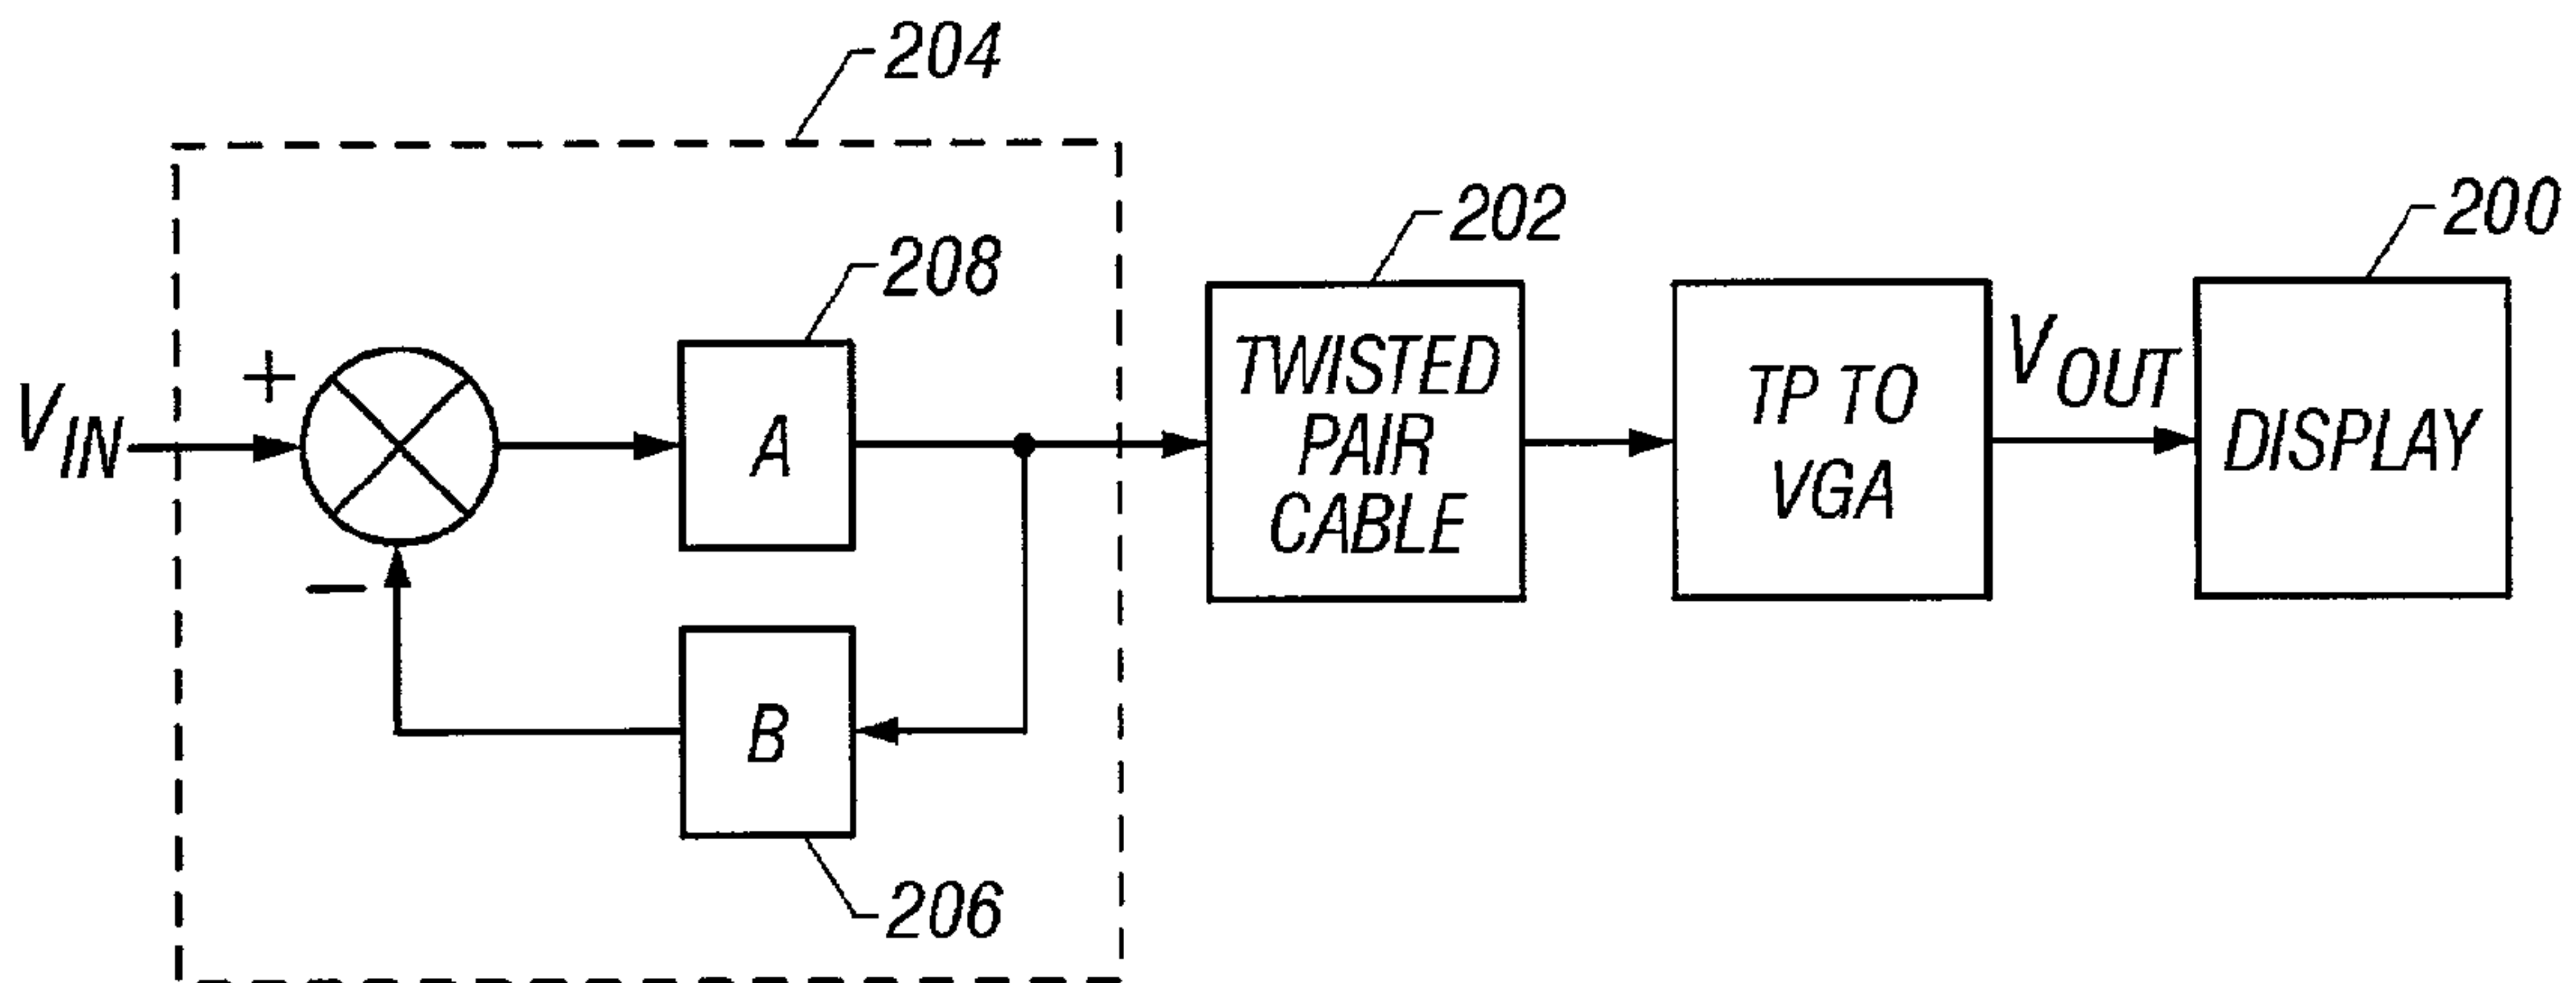 204
208
202
200
+
V IN
A
TWISTED
PAIR
CABLE
TP TO
VGA
V OUT
DISPLAY
−
B
206